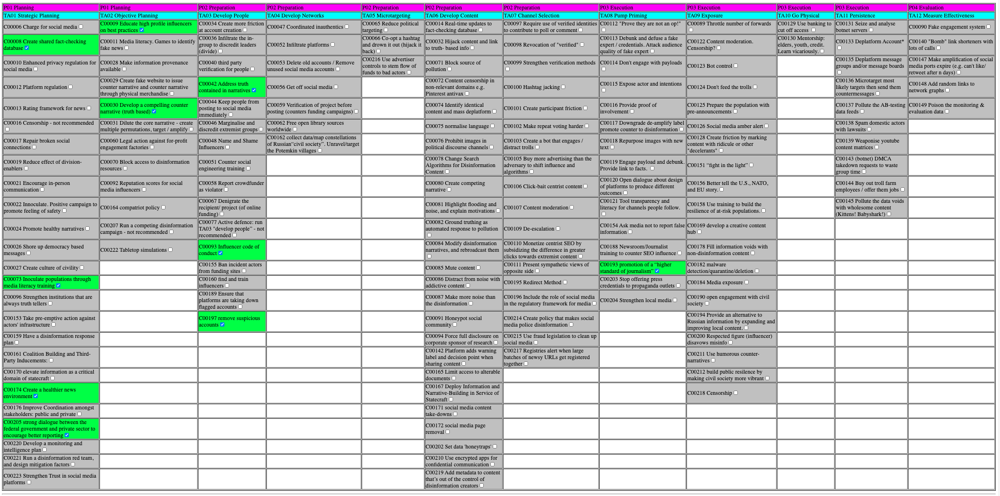 P01 Planning
P01 Planning
P02 Preparation
P02 Preparation
P02 Preparation
P02 Preparation
P02 Preparation
P03 Execution
P03 Execution
P03 Execution
P03 Execution
P04 Evaluation
TA01 Strategic Planning
TA02 Objective Planning
TA03 Develop People
TA04 Develop Networks
TA05 Microtargeting
TA06 Develop Content
TA07 Channel Selection
TA08 Pump Priming
TA09 Exposure
TA10 Go Physical
TA11 Persistence
TA12 Measure Effectiveness
C00006 Charge for social media
C00009 Educate high profile influencers
on best practices
C00034 Create more friction
at account creation
C00047 Coordinated inauthentics
C00065 Reduce political
targeting
C00014 Real-time updates to
fact-checking database
C00097 Require use of verified identities
to contribute to poll or comment
C00112 "Prove they are not an op!"
C00089 Throttle number of forwards
C00129 Use banking to
cut off access
C00131 Seize and analyse
botnet servers
C00090 Fake engagement system
C00008 Create shared fact-checking
database
C00011 Media literacy. Games to identify
fake news
C00036 Infiltrate the in-
group to discredit leaders
(divide)
C00052 Infiltrate platforms
C00066 Co-opt a hashtag
and drown it out (hijack it
back)
C00032 Hijack content and link
to truth- based info
C00098 Revocation of "verified"
C00113 Debunk and defuse a fake
expert / credentials. Attack audience
quality of fake expert
C00122 Content moderation.
Censorship?
C00130 Mentorship:
elders, youth, credit.
Learn vicariously.
C00133 Deplatform Account*
C00140 "Bomb" link shorteners with
lots of calls
C00010 Enhanced privacy regulation for
social media
C00028 Make information provenance
available
C00040 third party
verification for people
C00053 Delete old accounts / Remove
unused social media accounts
C00216 Use advertiser
controls to stem flow of
funds to bad actors
C00071 Block source of
pollution
C00099 Strengthen verification methods
C00114 Don't engage with payloads
C00123 Bot control
C00135 Deplatform message
groups and/or message boards
C00147 Make amplification of social
media ports expire (e.g. can't like/
retweet after n days)
C00012 Platform regulation
C00029 Create fake website to issue
counter narrative and counter narrative
through physical merchandise
C00042 Address truth
contained in narratives
C00056 Get off social media
C00072 Content censorship in
non-relevant domains e.g.
Pinterest antivax
C00100 Hashtag jacking
C00115 Expose actor and intentions
C00124 Don't feed the trolls
C00136 Microtarget most
likely targets then send them
countermessages
C00148 Add random links to
network graphs
C00013 Rating framework for news
C00030 Develop a compelling counter
narrative (truth based)
C00044 Keep people from
posting to social media
immediately
C00059 Verification of project before
posting (counters funding campaigns)
C00074 Identify identical
content and mass deplatform
C00101 Create participant friction
C00116 Provide proof of
involvement
C00125 Prepare the population with
pre-announcements
C00137 Pollute the AB-testing
data feeds
C00149 Poison the monitoring &
evaluation data
C00016 Censorship - not recommended
C00031 Dilute the core narrative - create
multiple permutations, target / amplify
C00046 Marginalise and
discredit extremist groups
C00062 Free open library sources
worldwide
C00075 normalise language
C00102 Make repeat voting harder
C00117 Downgrade de-amplify label
promote counter to disinformation
C00126 Social media amber alert
C00138 Spam domestic actors
with lawsuits
C00017 Repair broken social
connections
C00060 Legal action against for-profit
engagement factories
C00048 Name and Shame
Influencers
C00162 collect data/map constellations
of Russian“civil society”. Unravel/target
the Potemkin villages
C00076 Prohibit images in
political discourse channels
C00103 Create a bot that engages /
distract trolls
C00118 Repurpose images with new
text
C00128 Create friction by marking
content with ridicule or other
"decelerants"
C00139 Weaponise youtube
content matrices
C00019 Reduce effect of division-
enablers
C00070 Block access to disinformation
resources
C00051 Counter social
engineering training
C00078 Change Search
Algorithms for Disinformation
Content
C00105 Buy more advertising than the
adversary to shift influence and
algorithms
C00119 Engage payload and debunk.
Provide link to facts.
C00151 “fight in the light”
C00143 (botnet) DMCA
takedown requests to waste
group time
C00021 Encourage in-person
communication
C00092 Reputation scores for social
media influencers
C00058 Report crowdfunder
as violator
C00080 Create competing
narrative
C00106 Click-bait centrist content
C00120 Open dialogue about design
of platforms to produce different
outcomes
C00156 Better tell the U.S., NATO,
and EU story.
C00144 Buy out troll farm
employees / offer them jobs
C00022 Innoculate. Positive campaign to
promote feeling of safety
C00164 compatriot policy
C00067 Denigrate the
recipient/ project (of online
funding)
C00081 Highlight flooding and
noise, and explain motivations
C00107 Content moderation
C00121 Tool transparency and
literacy for channels people follow.
C00158 Use training to build the
resilience of at-risk populations.
C00145 Pollute the data voids
with wholesome content
(Kittens! Babyshark!)
C00024 Promote healthy narratives
C00207 Run a competing disinformation
campaign - not recommended
C00077 Active defence: run
TA03 "develop people” - not
recommended
C00082 Ground truthing as
automated response to pollution
C00109 De-escalation
C00154 Ask media not to report false
information
C00169 develop a creative content
hub
C00026 Shore up democracy based
messages
C00222 Tabletop simulations
C00093 Influencer code of
conduct
C00084 Modify disinformation
narratives, and rebroadcast them
C00110 Monetize centrist SEO by
subsidizing the difference in greater
clicks towards extremist content
C00188 Newsroom/Journalist
training to counter SEO influence
C00178 Fill information voids with
non-disinformation content
C00027 Create culture of civility
C00155 Ban incident actors
from funding sites
C00085 Mute content
C00111 Present sympathetic views of
opposite side
C00193 promotion of a “higher
standard of journalism”
C00182 malware
detection/quarantine/deletion
C00073 Inoculate populations through
media literacy training
C00160 find and train
influencers
C00086 Distract from noise with
addictive content
C00195 Redirect Method
C00203 Stop offering press
credentials to propaganda outlets
C00184 Media exposure
C00096 Strengthen institutions that are
always truth tellers
C00189 Ensure that
platforms are taking down
flagged accounts
C00087 Make more noise than
the disinformation
C00196 Include the role of social media
in the regulatory framework for media
C00204 Strengthen local media
C00190 open engagement with civil
society
C00153 Take pre-emptive action against
actors' infrastructure
C00197 remove suspicious
accounts
C00091 Honeypot social
community
C00214 Create policy that makes social
media police disinformation
C00194 Provide an alternative to
Russian information by expanding and
improving local content.
C00159 Have a disinformation response
plan
C00094 Force full disclosure on
corporate sponsor of research
C00215 Use fraud legislation to clean up
social media
C00200 Respected figure (influencer)
disavows misinfo
C00161 Coalition Building and Third-
Party Inducements:
C00142 Platform adds warning
label and decision point when
sharing content
C00217 Registries alert when large
batches of newsy URLs get registered
together
C00211 Use humorous counter-
narratives
C00170 elevate information as a critical
domain of statecraft
C00165 Limit access to alterable
documents
C00212 build public resilence by
making civil society more vibrant
C00174 Create a healthier news
environment
C00167 Deploy Information and
Narrative-Building in Service of
Statecraft
C00218 Censorship
C00176 Improve Coordination amongst
stakeholders: public and private
C00171 social media content
take-downs
C00205 strong dialogue between the
federal government and private sector to
encourage better reporting
C00172 social media page
removal
C00220 Develop a monitoring and
intelligence plan
C00202 Set data 'honeytraps'
C00221 Run a disinformation red team,
and design mitigation factors
C00210 Use encrypted apps for
confidential communication
C00223 Strengthen Trust in social media
platforms
C00219 Add metadata to content
that’s out of the control of
disinformation creators